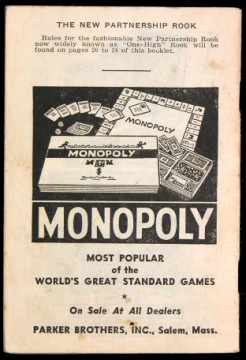 THE NEW PARTNERSHIP ROOK
Rules for the fashionable New Partnership Rook
now widely known as "One-High" Rook will be
found on pages 20 to 24 of this booklet.
MONOPOLY
MONOPOLY
MONOPOLY
MOST POPULAR
of the
WORLD'S GREAT STANDARD GAMES
On Sale At All Dealers
PARKER BROTHERS, INC., Salem, Mass.